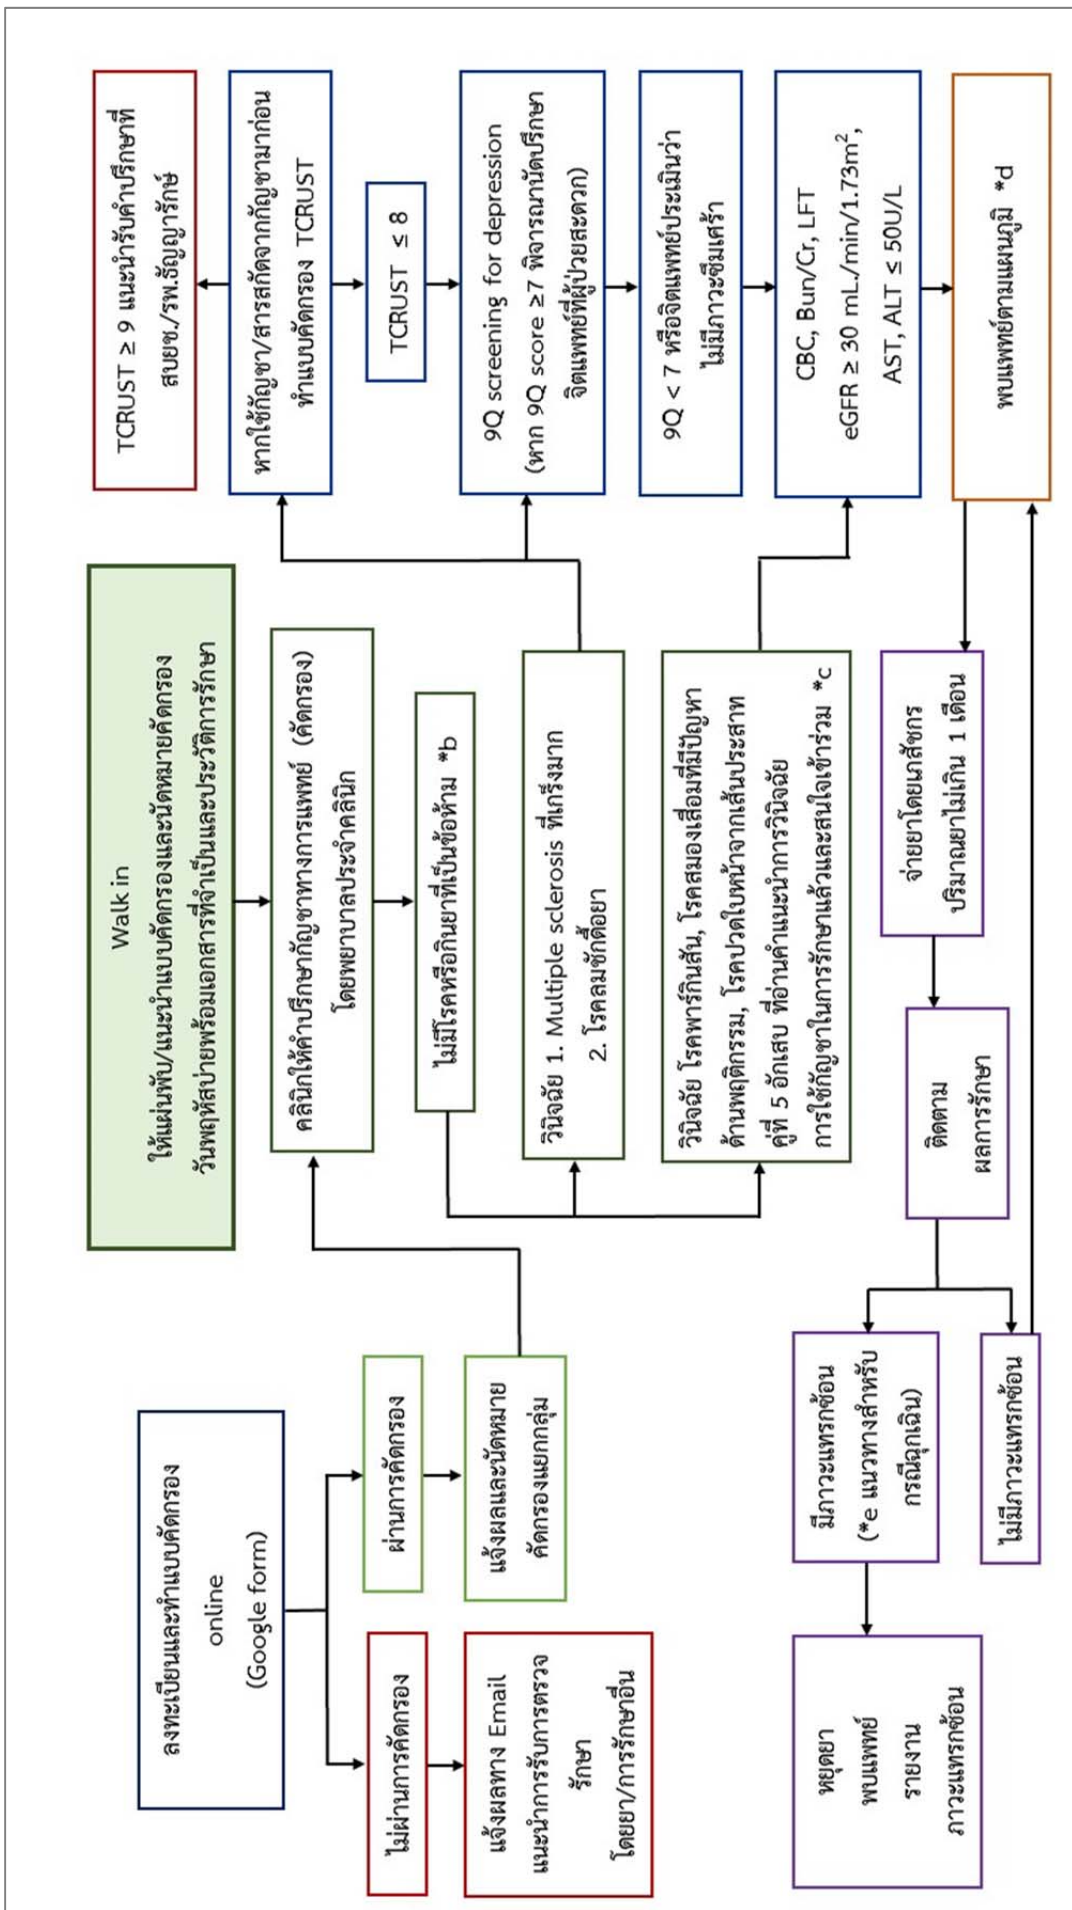 ลงทะเบียนและทำแบบคัดกรอง
online
(Google form)
ไม่ผ่านการคัดกรอง
แจ้งผลทาง Email
แนะนำการรับการตรวจ
รักษา
โดยยา/การรักษาอื่น
ผ่านการคัดกรอง
แจ้งผลและนัดหมาย
คัดกรองแยกกลุ่ม
Walk in
ให้แผ่นพับ/แนะนำแบบคัดกรองและนัดหมายคัดกรอง
วันพฤหัสบ่ายพร้อมเอกสารที่จำเป็นและประวัติการรักษา
คลินิกให้คำปรึกษากัญชาทางการแพทย์ (คัดกรอง)
โดยพยาบาลประจำคลินิก
ไม่มีโรคหรือกินยาที่เป็นข้อห้าม *b
วินิจฉัย 1. Multiple sclerosis ที่เกร็งมาก
2. โรคลมชักดื้อยา
วินิจฉัย โรคพาร์กินสัน, โรคสมองเสื่อมที่มีปัญหา
ด้านพฤติกรรม, โรคปวดใบหน้าจากเส้นประสาท
คู่ที่ 5 อักเสบ ที่อ่านคำแนะนำการวินิจฉัย
การใช้กัญชาในการรักษาแล้วและสนใจเข้าร่วม *c
TCRUST ≥ 9 แนะนำรับคำปรึกษาที่
สบยช./รพ.ธัญญารักษ์
หากใช้กัญชา/สารสกัดจากกัญชามาก่อน
ทำแบบคัดกรอง TCRUST
TCRUST ≤ 8
9Q screening for depression
(หาก 9Q score ≥7 พิจารณานัดปรึกษา
จิตแพทย์ที่ผู้ป่วยสะดวก)
9Q < 7 หรือจิตแพทย์ประเมินว่า
ไม่มีภาวะซึมเศร้า
CBC, Bun/Cr, LFT
eGFR ≥ 30 mL./min/1.73m²,
AST, ALT ≤ 50U/L
พบแพทย์ตามแผนภูมิ *d
จ่ายยาโดยเภสัชกร
ปริมาณยาไม่เกิน 1 เดือน
ติดตาม
ผลการรักษา
มีภาวะแทรกซ้อน
(*e แนวทางสำหรับ
กรณีฉุกเฉิน)
ไม่มีภาวะแทรกซ้อน
หยุดยา
พบแพทย์
รายงาน
ภาวะแทรกซ้อน